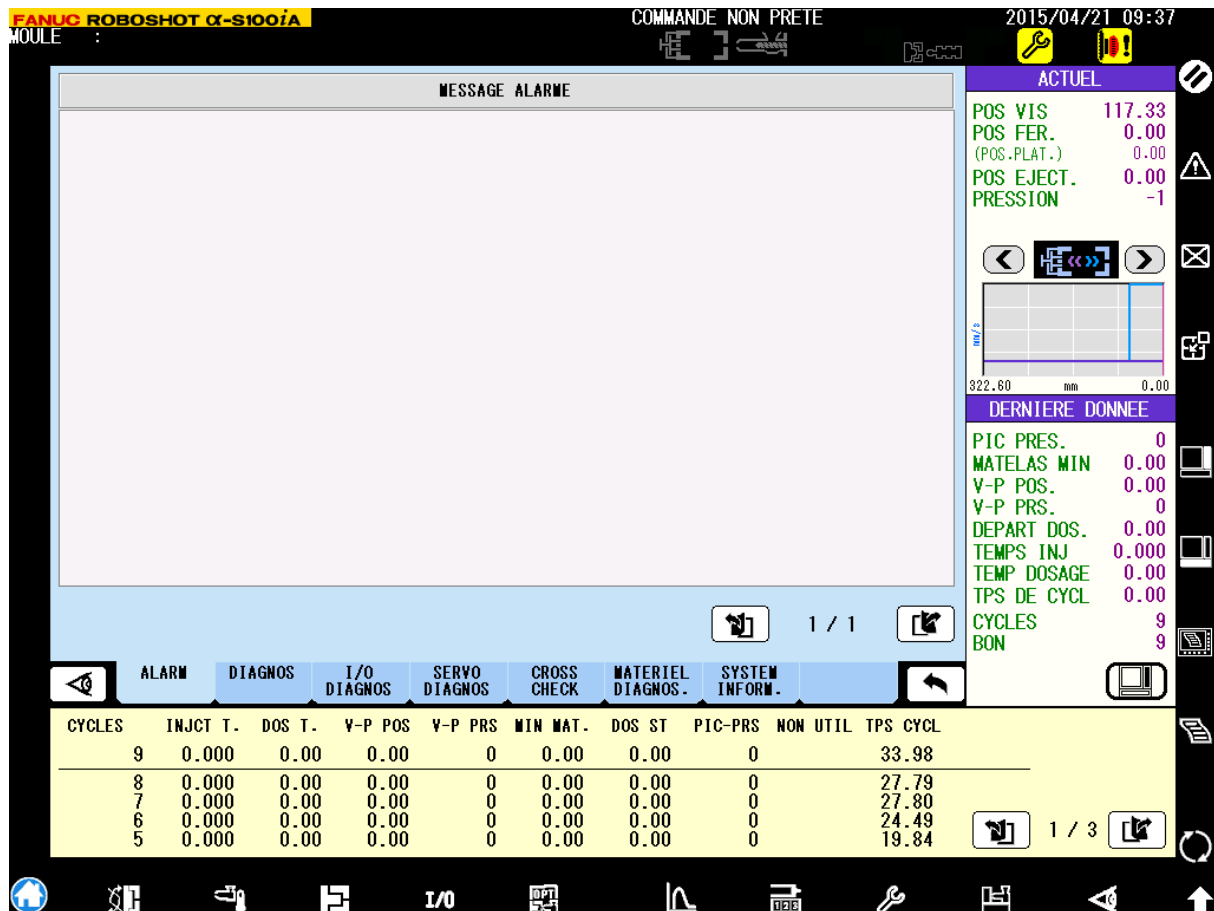 FANUC ROBOSHOT α-S100iA COMMANDE NON PRETE 2015/04/21 09:37
MOULE :
MESSAGE ALARME
1 / 1
ALARM DIAGNOS I/O DIAGNOS SERVO DIAGNOS CROSS CHECK MATERIEL DIAGNOS. SYSTEM INFORM.
ACTUEL
POS VIS 117.33
POS FER. 0.00
(POS.PLAT.) 0.00
POS EJECT. 0.00
PRESSION -1
mm/s
322.60 mm 0.00
DERNIERE DONNEE
PIC PRES. 0
MATELAS MIN 0.00
V-P POS. 0.00
V-P PRS. 0
DEPART DOS. 0.00
TEMPS INJ 0.000
TEMP DOSAGE 0.00
TPS DE CYCL 0.00
CYCLES 9
BON 9
CYCLES INJCT T. DOS T. V-P POS V-P PRS MIN MAT. DOS ST PIC-PRS NON UTIL TPS CYCL
9 0.000 0.00 0.00 0 0.00 0.00 0 33.98
8 0.000 0.00 0.00 0 0.00 0.00 0 27.79
7 0.000 0.00 0.00 0 0.00 0.00 0 27.80
6 0.000 0.00 0.00 0 0.00 0.00 0 24.49
5 0.000 0.00 0.00 0 0.00 0.00 0 19.84
1 / 3
I/O OPT 123